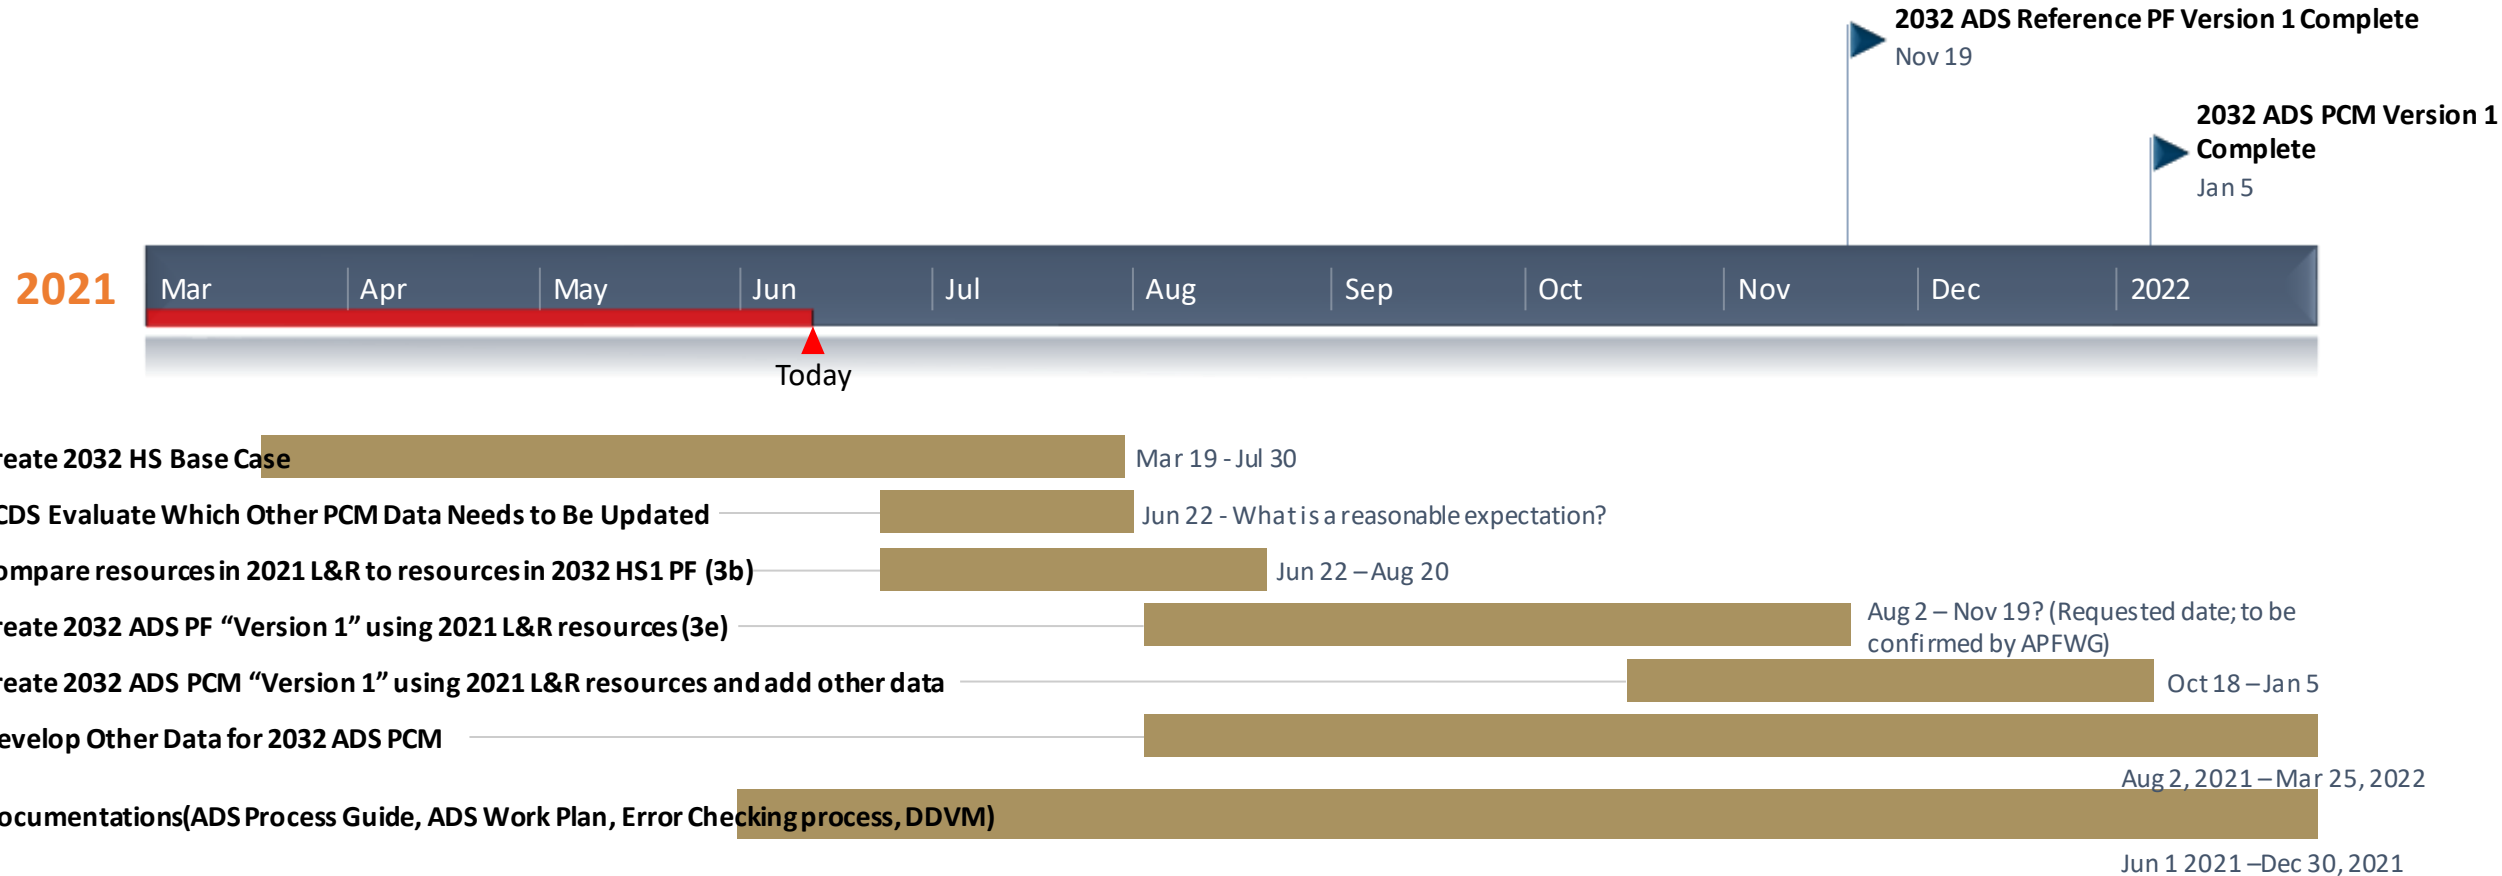 2032 ADS Reference PF Version 1 Complete
Nov 19
2032 ADS PCM Version 1
Complete
Jan 5
2021
Mar Apr May Jun Jul Aug Sep Oct Nov Dec 2022
Today
reate 2032 HS Base Case Mar 19 - Jul 30
CDS Evaluate Which Other PCM Data Needs to Be Updated Jun 22 - What is a reasonable expectation?
ompare resources in 2021 L&R to resources in 2032 HS1 PF (3b) Jun 22 – Aug 20
reate 2032 ADS PF “Version 1” using 2021 L&R resources (3e) Aug 2 – Nov 19? (Requested date; to be
confirmed by APFWG)
reate 2032 ADS PCM “Version 1” using 2021 L&R resources and add other data Oct 18 – Jan 5
evelop Other Data for 2032 ADS PCM
Aug 2, 2021 – Mar 25, 2022
ocumentations(ADS Process Guide, ADS Work Plan, Error Checking process, DDVM)
Jun 1 2021 –Dec 30, 2021